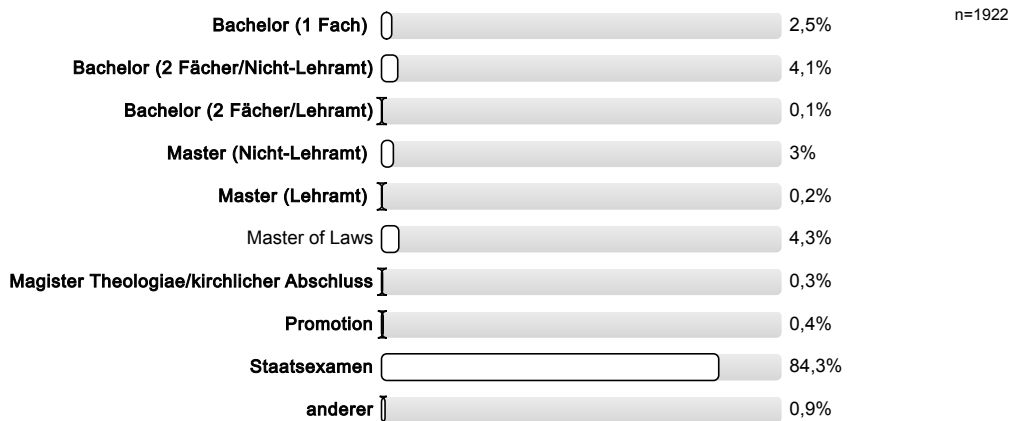 n=1922
Bachelor (1 Fach) 2,5%
Bachelor (2 Fächer/Nicht-Lehramt) 4,1%
Bachelor (2 Fächer/Lehramt) 0,1%
Master (Nicht-Lehramt) 3%
Master (Lehramt) 0,2%
Master of Laws 4,3%
Magister Theologiae/kirchlicher Abschluss 0,3%
Promotion 0,4%
Staatsexamen 84,3%
anderer 0,9%